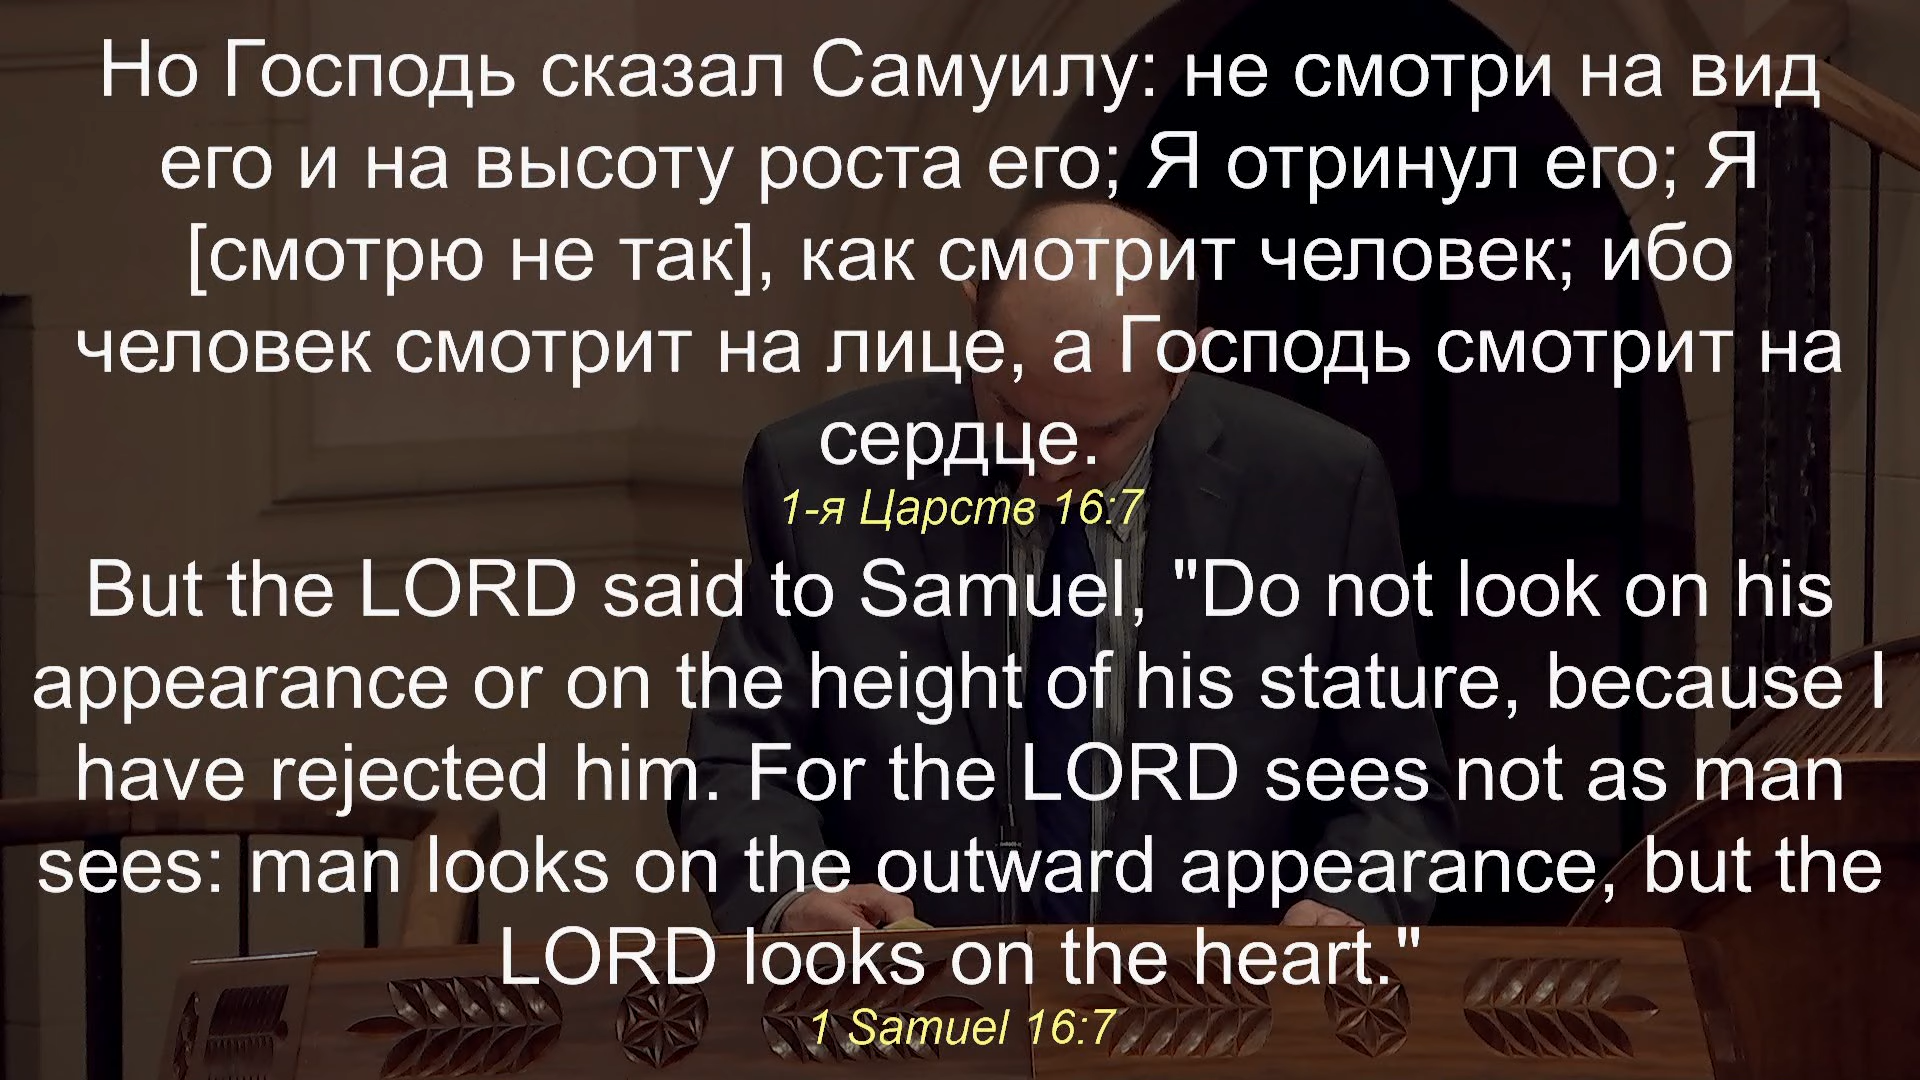 Но Господь сказал Самуилу: не смотри на вид
его и на высоту роста его; Я отринул его; Я
[смотрю не так], как смотрит человек; ибо
человек смотрит на лице, а Господь смотрит на
сердце.
1-я Царств 16:7
But the LORD said to Samuel, "Do not look on his
appearance or on the height of his stature, because I
have rejected him. For the LORD sees not as man
sees: man looks on the outward appearance, but the
LORD looks on the heart."
1 Samuel 16:7